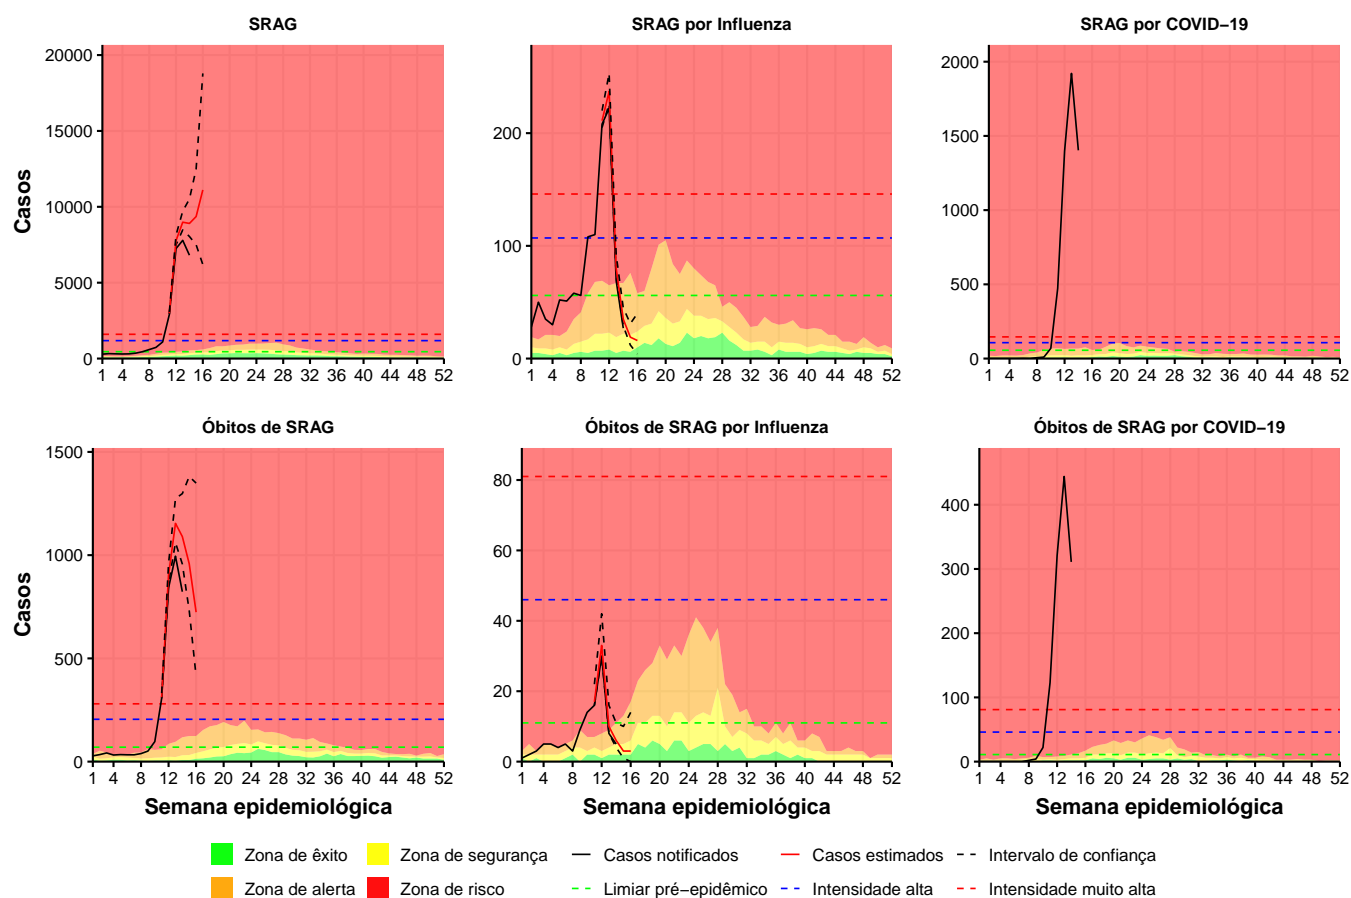 SRAG
SRAG por Influenza
SRAG por COVID−19
Casos
20000
15000
10000
5000
0
1 4 8 12 16 20 24 28 32 36 40 44 48 52
200
100
0
1 4 8 12 16 20 24 28 32 36 40 44 48 52
2000
1500
1000
500
0
1 4 8 12 16 20 24 28 32 36 40 44 48 52
Óbitos de SRAG
Óbitos de SRAG por Influenza
Óbitos de SRAG por COVID−19
Casos
1500
1000
500
0
1 4 8 12 16 20 24 28 32 36 40 44 48 52
80
60
40
20
0
1 4 8 12 16 20 24 28 32 36 40 44 48 52
400
300
200
100
0
1 4 8 12 16 20 24 28 32 36 40 44 48 52
Semana epidemiológica
Semana epidemiológica
Semana epidemiológica
Zona de êxito Zona de segurança Casos notificados Casos estimados Intervalo de confiança
Zona de alerta Zona de risco Limiar pré−epidêmico Intensidade alta Intensidade muito alta